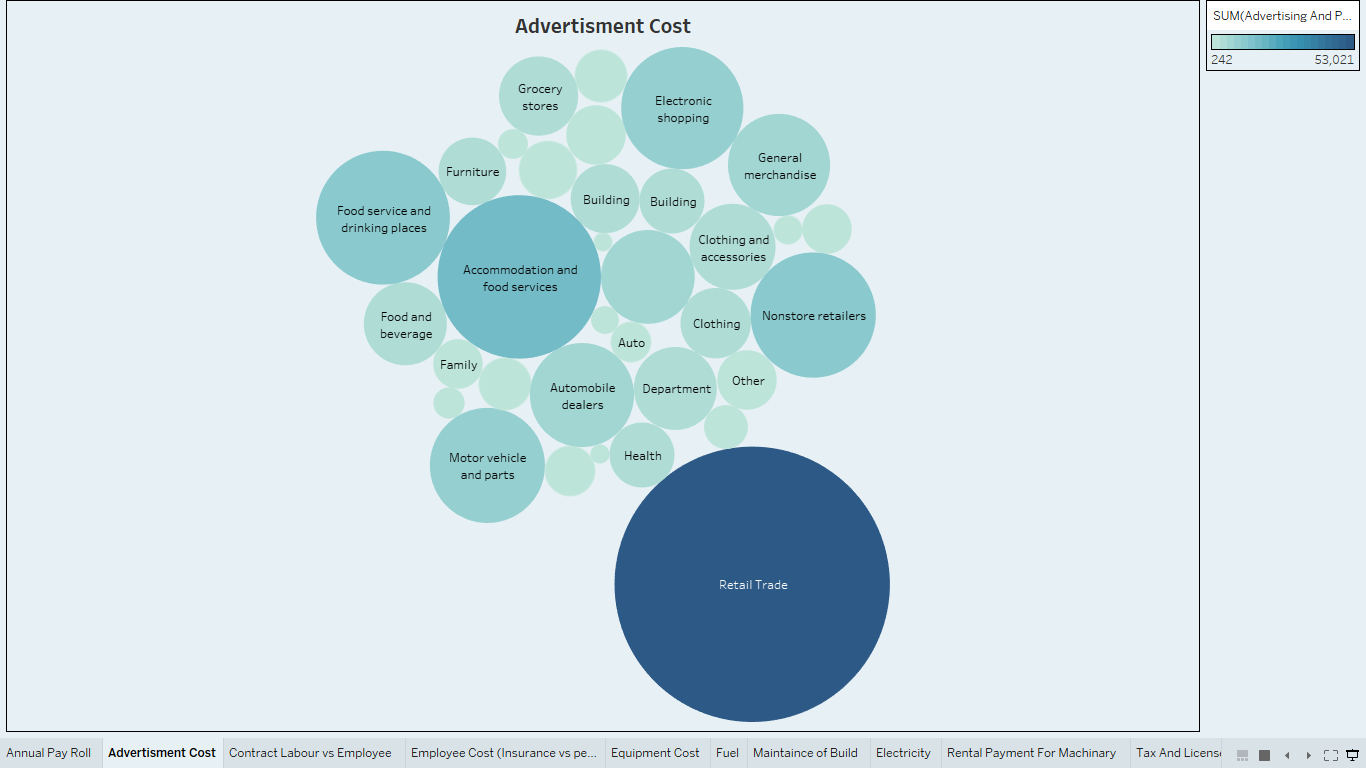 Advertisment Cost
SUM(Advertising And P...
242
53,021
Grocery
stores
Electronic
shopping
General
merchandise
Furniture
Building
Building
Food service and
drinking places
Clothing and
accessories
Accommodation and
food services
Food and
beverage
Clothing
Nonstore retailers
Auto
Family
Automobile
dealers
Department
Other
Motor vehicle
and parts
Health
Retail Trade
Annual Pay Roll
Advertisment Cost
Contract Labour vs Employee
Employee Cost (Insurance vs pe...
Equipment Cost
Fuel
Maintaince of Build
Electricity
Rental Payment For Machinary
Tax And License